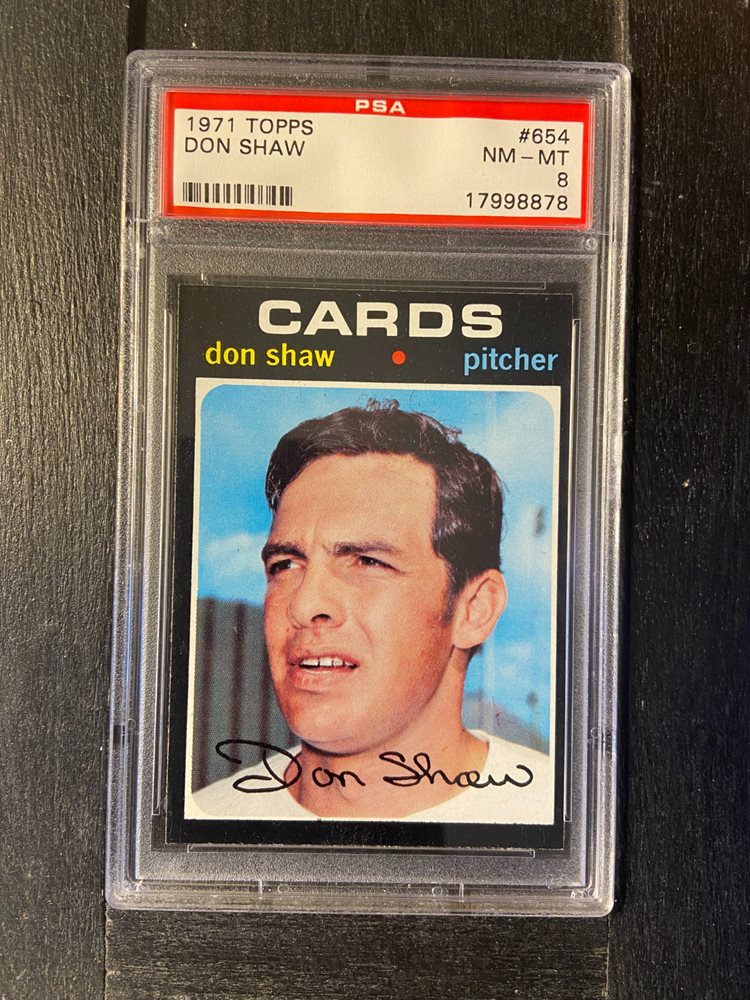 PSA
1971 TOPPS #654
DON SHAW NM - MT
8
17998878
CARDS
don shaw • pitcher
Don Shaw